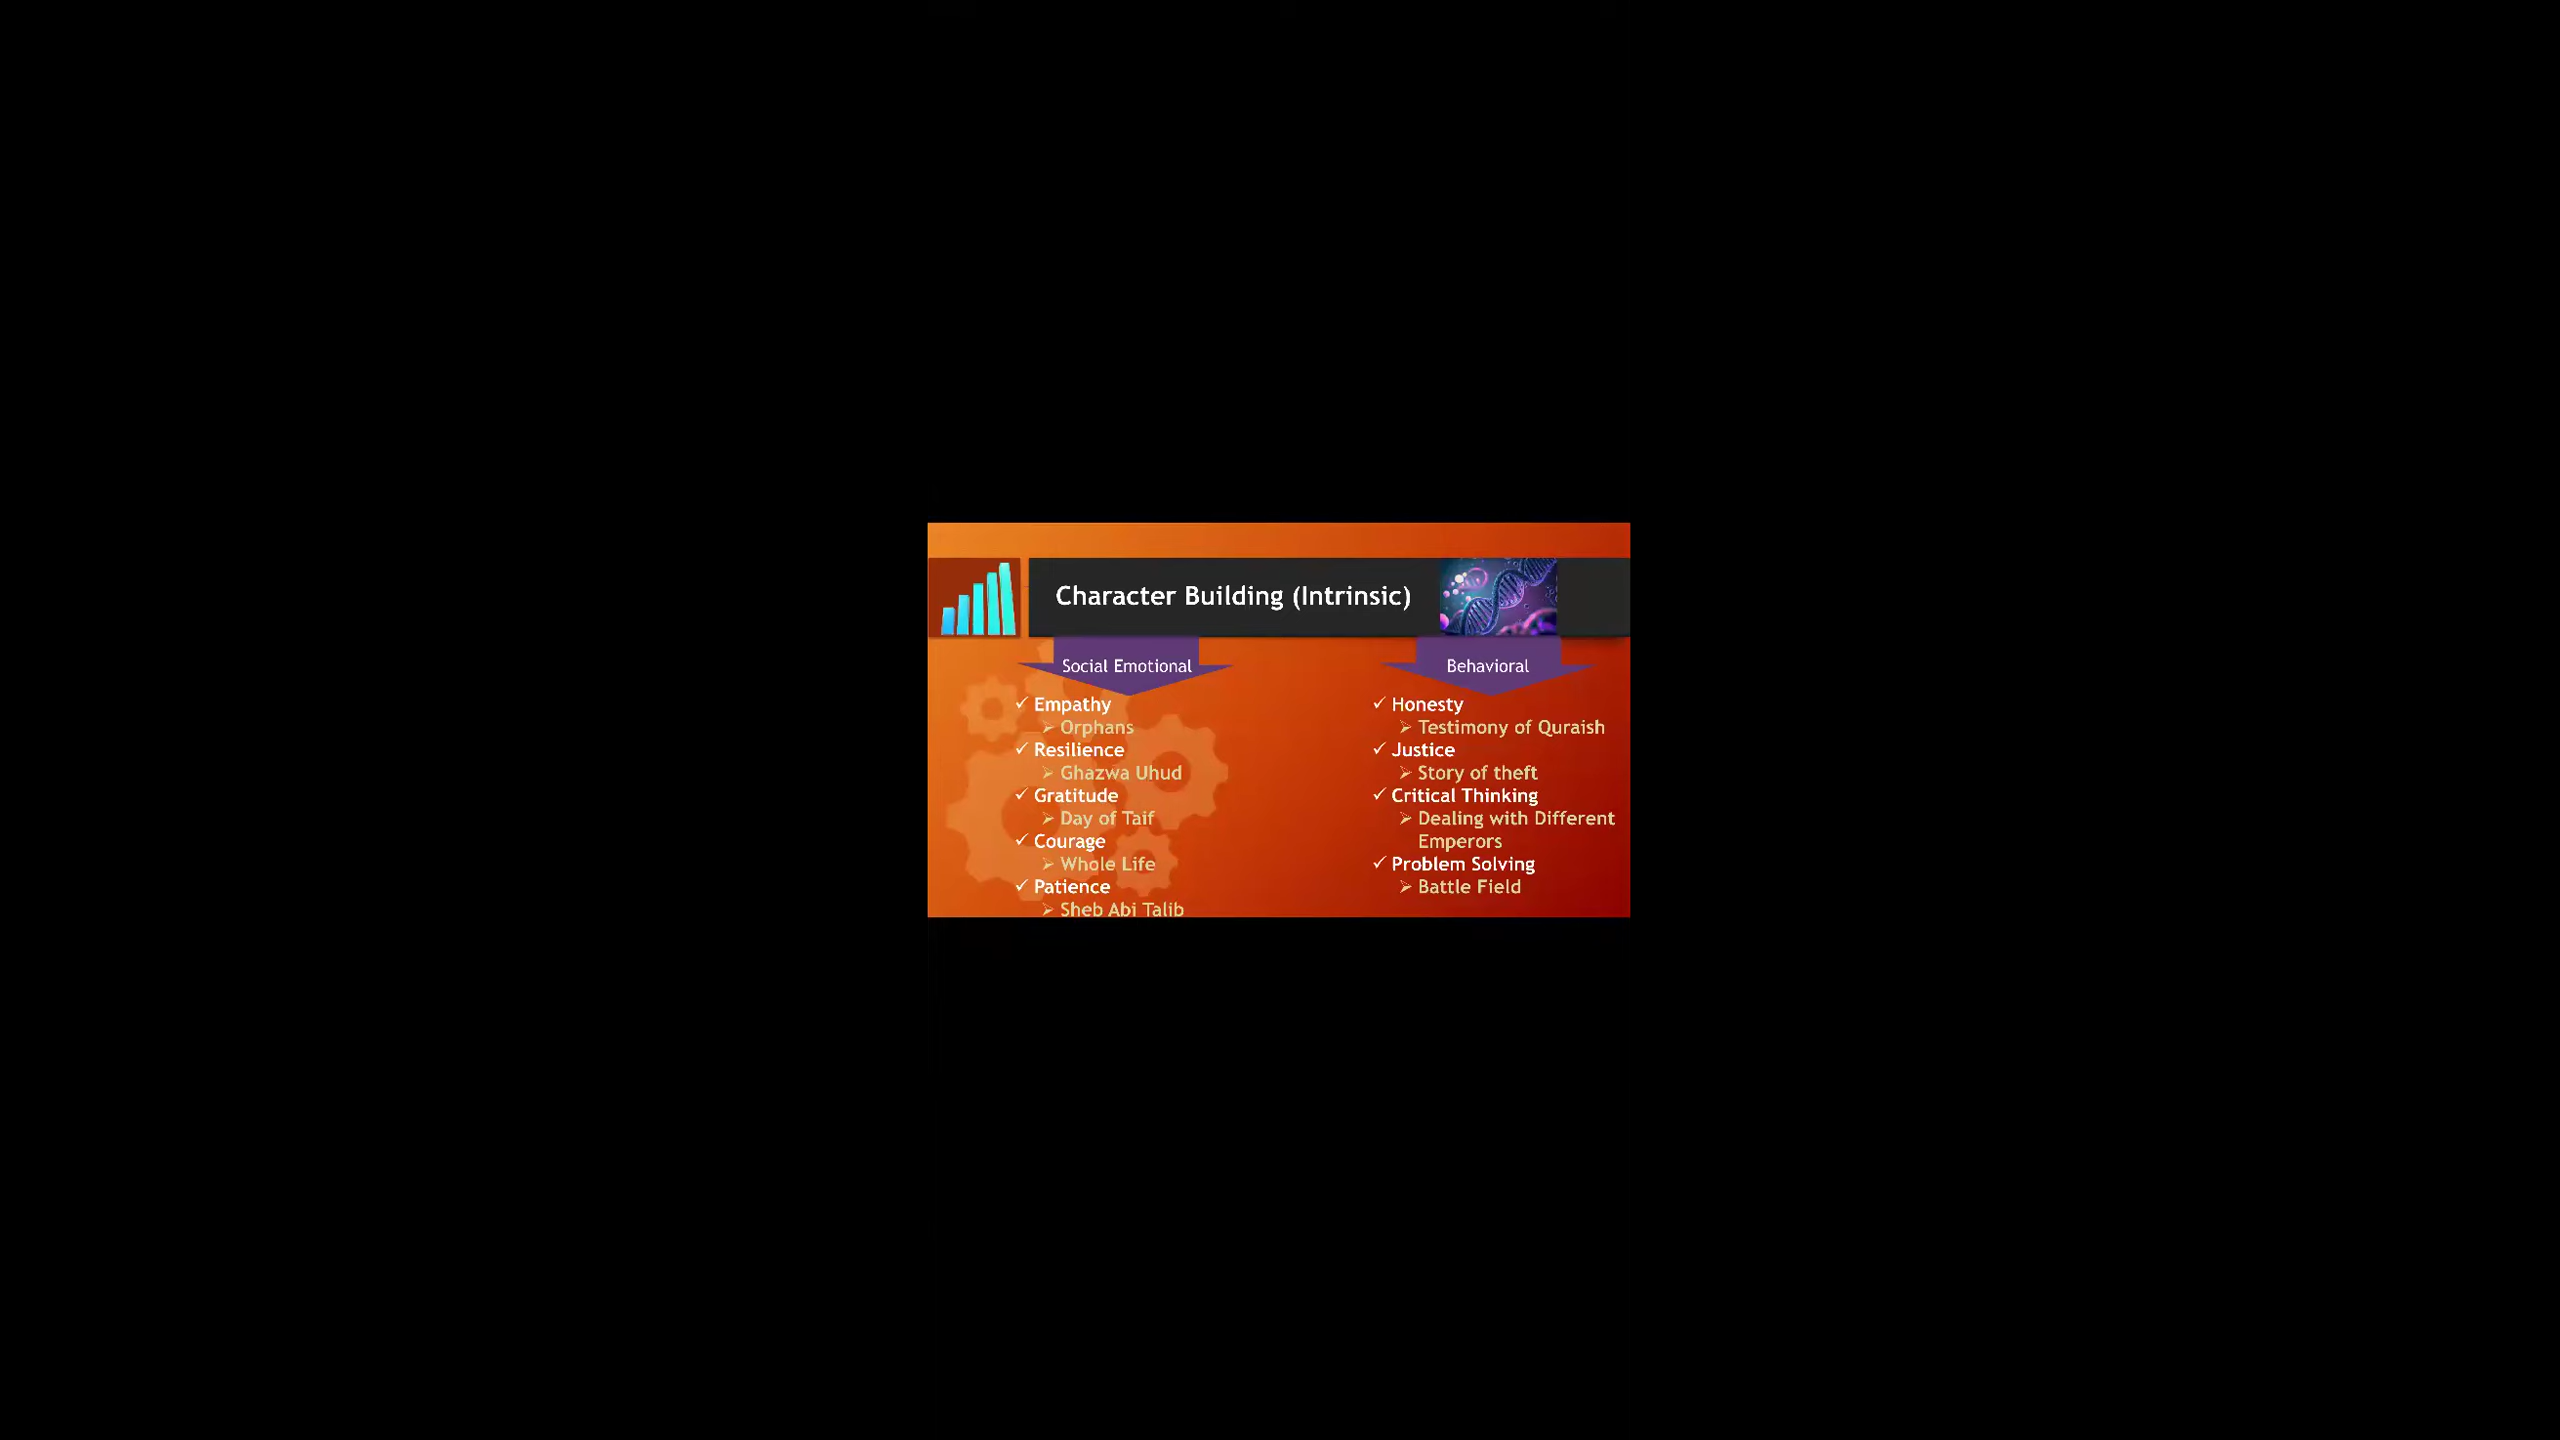 Character Building (Intrinsic)
Social Emotional
✓ Empathy
➢ Orphans
✓ Resilience
➢ Ghazwa Uhud
✓ Gratitude
➢ Day of Taif
✓ Courage
➢ Whole Life
✓ Patience
➢ Sheb Abi Talib
Behavioral
✓ Honesty
➢ Testimony of Quraish
✓ Justice
➢ Story of theft
✓ Critical Thinking
➢ Dealing with Different
Emperors
✓ Problem Solving
➢ Battle Field